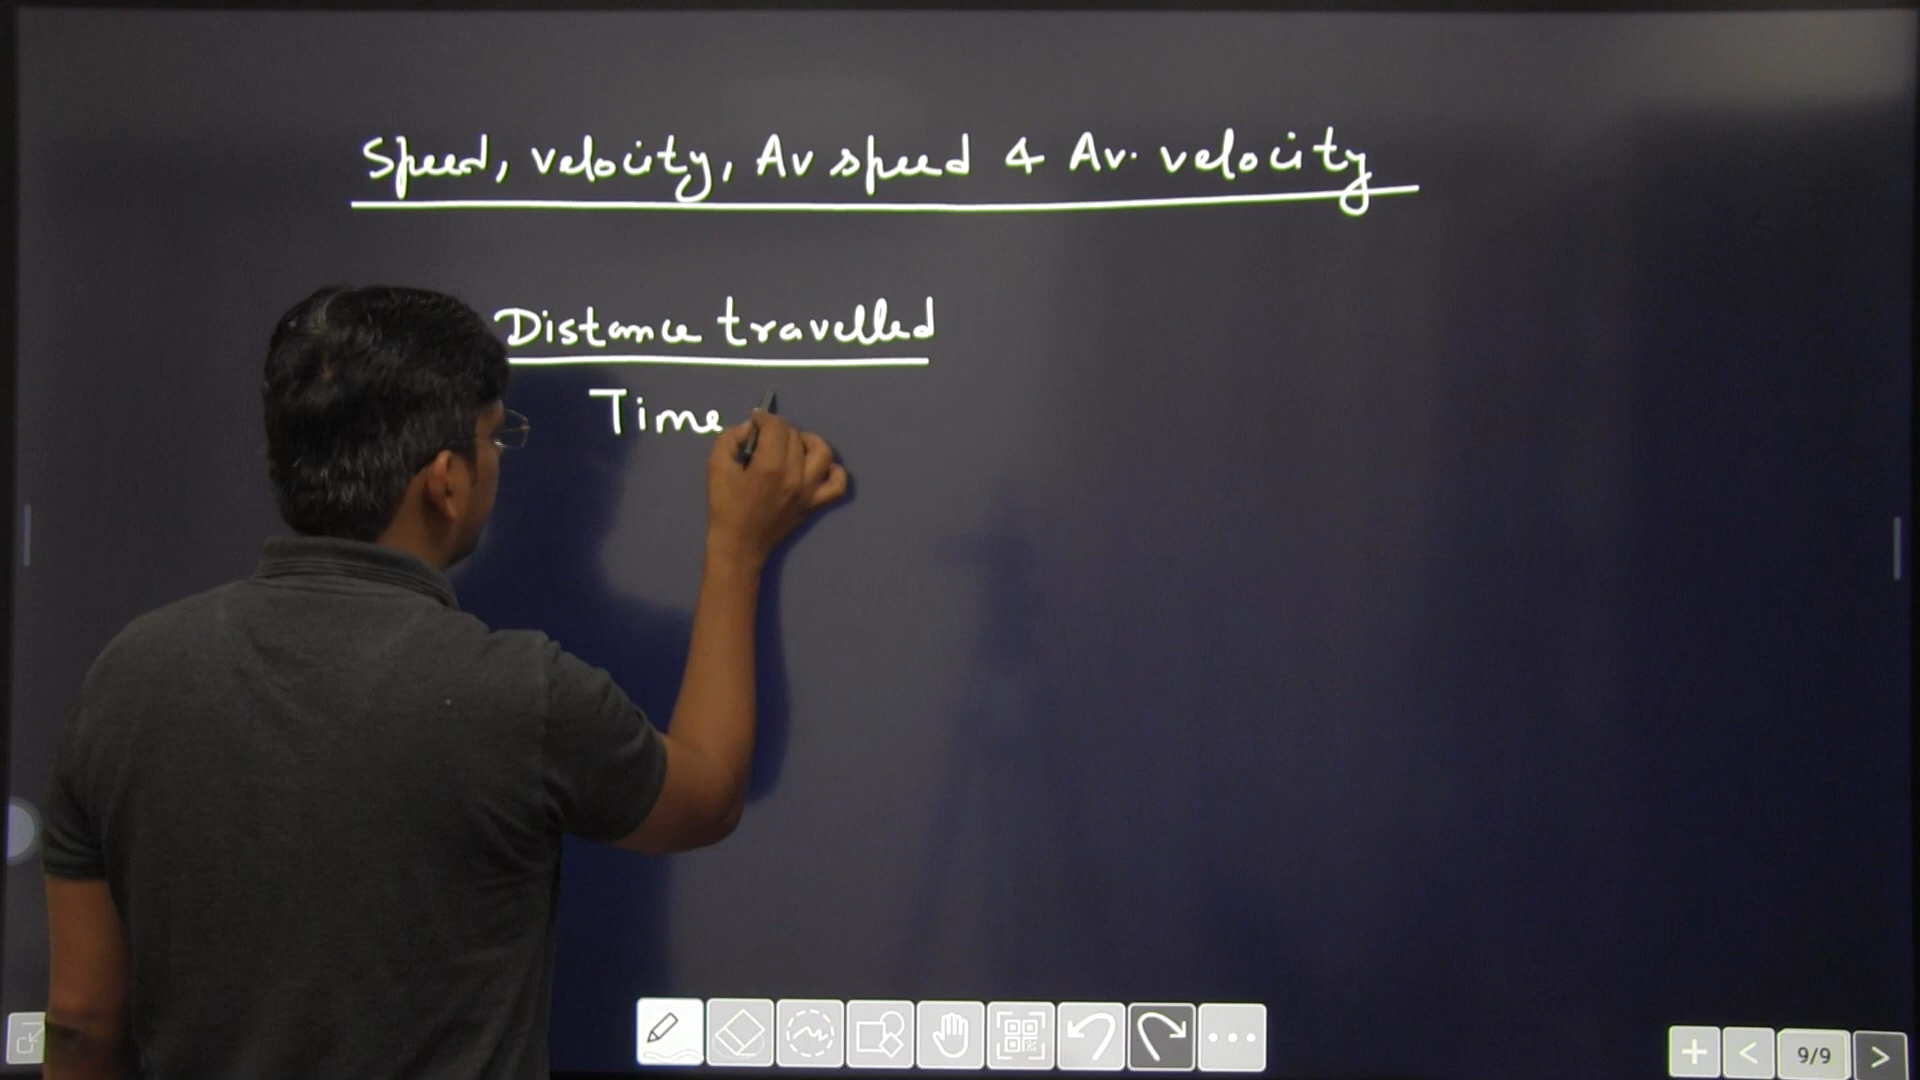 Speed, velocity, Av speed & Av. velocity
Distance travelled
Time
9/9